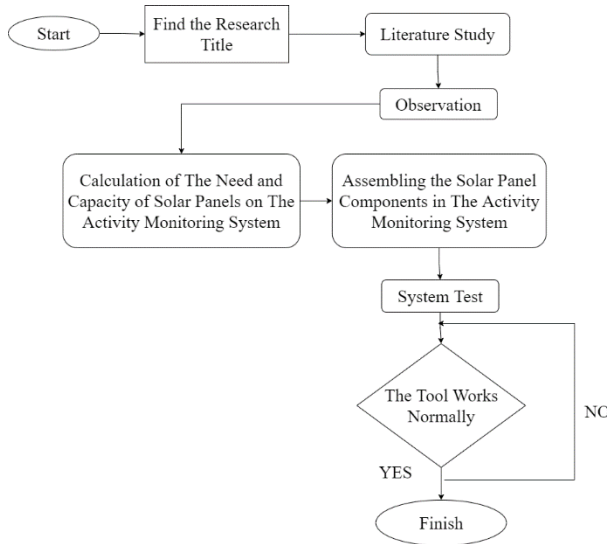 Start
Find the Research
Title
Literature Study
Observation
Calculation of The Need and
Capacity of Solar Panels on The
Activity Monitoring System
Assembling the Solar Panel
Components in The Activity
Monitoring System
System Test
The Tool Works
Normally
NO
YES
Finish